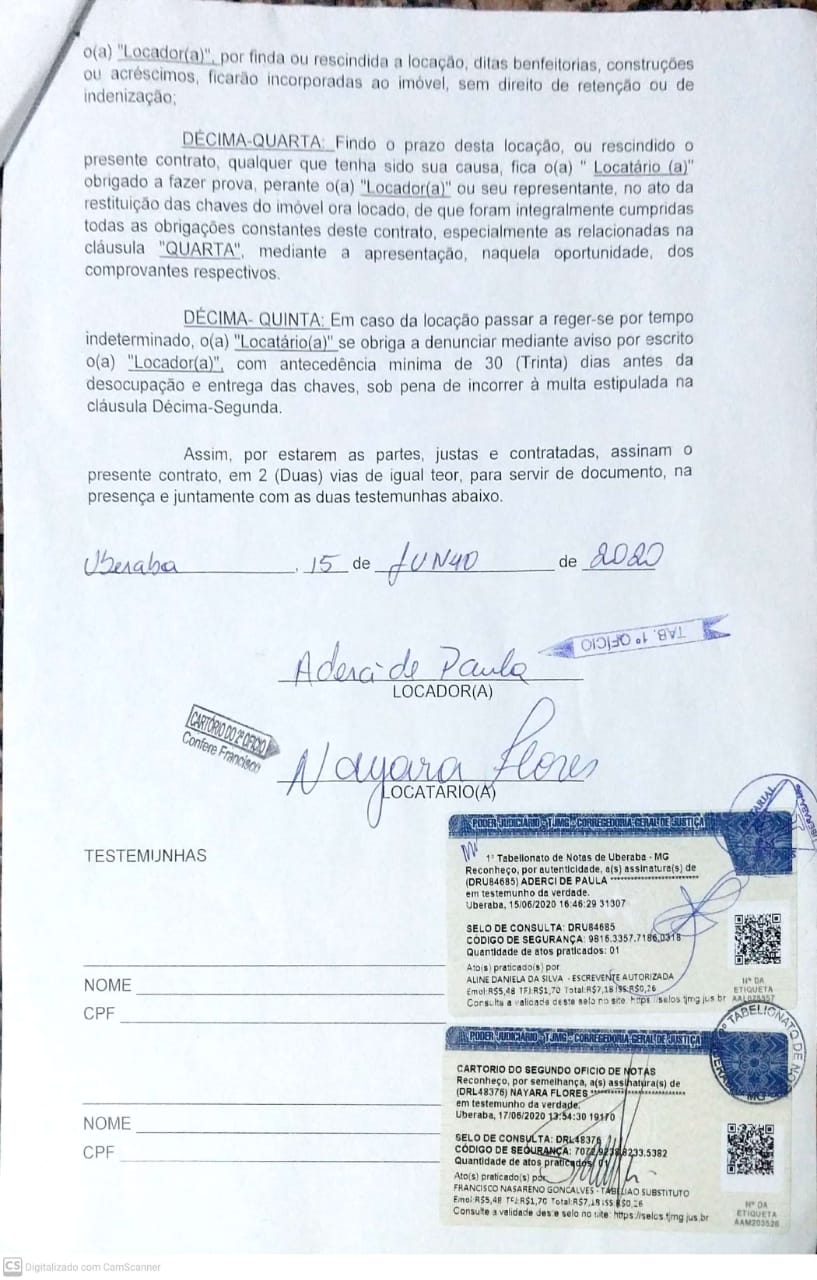 o(a) "Locador(a)", por finda ou rescindida a locação, ditas benfeitorias, construções
ou acréscimos, ficarão incorporadas ao imóvel, sem direito de retenção ou de
indenização;
DÉCIMA-QUARTA: Findo o prazo desta locação, ou rescindido o
presente contrato, qualquer que tenha sido sua causa, fica o(a) " Locatário (a)"
obrigado a fazer prova, perante o(a) "Locador(a)" ou seu representante, no ato da
restituição das chaves do imóvel ora locado, de que foram integralmente cumpridas
todas as obrigações constantes deste contrato, especialmente as relacionadas na
cláusula "QUARTA", mediante a apresentação, naquela oportunidade, dos
comprovantes respectivos.
DÉCIMA- QUINTA: Em caso da locação passar a reger-se por tempo
indeterminado, o(a) "Locatário(a)" se obriga a denunciar mediante aviso por escrito
o(a) "Locador(a)", com antecedência mínima de 30 (Trinta) dias antes da
desocupação e entrega das chaves, sob pena de incorrer à multa estipulada na
cláusula Décima-Segunda.
Assim, por estarem as partes, justas e contratadas, assinam o
presente contrato, em 2 (Duas) vias de igual teor, para servir de documento, na
presença e juntamente com as duas testemunhas abaixo.
Uberaba, 15 de JUNHO de 2020
TAB. 1º OFÍCIO
Aderci de Paula
LOCADOR(A)
CARTÓRIO DO 2º OFÍCIO
Confere Francisco
Nayara Flores
LOCATÁRIO(A)
TESTEMUNHAS
PODER JUDICIÁRIO - TJMG - CORREGEDORIA-GERAL DE JUSTIÇA
1º Tabelionato de Notas de Uberaba - MG
Reconheço, por autenticidade, a(s) assinatura(s) de
(DRU84685) ADERCI DE PAULA
em testemunho da verdade.
Uberaba, 15/06/2020 16:46:29 31307
SELO DE CONSULTA: DRU84685
CÓDIGO DE SEGURANÇA: 9816.3357.7186.0318
Quantidade de atos praticados: 01
Ato(s) praticado(s) por
ALINE DANIELA DA SILVA - ESCREVENTE AUTORIZADA
Emol:R$5,48 TFJ:R$1,70 Total:R$7,18 ISS:R$0,26
Consulte a validade deste selo no site: https://selos.tjmg.jus.br
Nº DA
ETIQUETA
NOME
CPF
PODER JUDICIÁRIO - TJMG - CORREGEDORIA-GERAL DE JUSTIÇA
TABELIONATO DE
CARTORIO DO SEGUNDO OFICIO DE NOTAS
Reconheço, por semelhança, a(s) assinatura(s) de
(DRL48376) NAYARA FLORES
em testemunho da verdade.
Uberaba, 17/06/2020 13:54:30 19170
SELO DE CONSULTA: DRL48376
CÓDIGO DE SEGURANÇA: 8233.5382
Quantidade de atos praticados: 01
Ato(s) praticado(s) por
FRANCISCO NASARENO GONCALVES - TABELIAO SUBSTITUTO
Emol:R$5,48 TFJ:R$1,70 Total:R$7,18 ISS:R$0,26
Consulte a validade deste selo no site: https://selos.tjmg.jus.br
Nº DA
ETIQUETA
AAM203526
NOME
CPF
CS Digitalizado com CamScanner